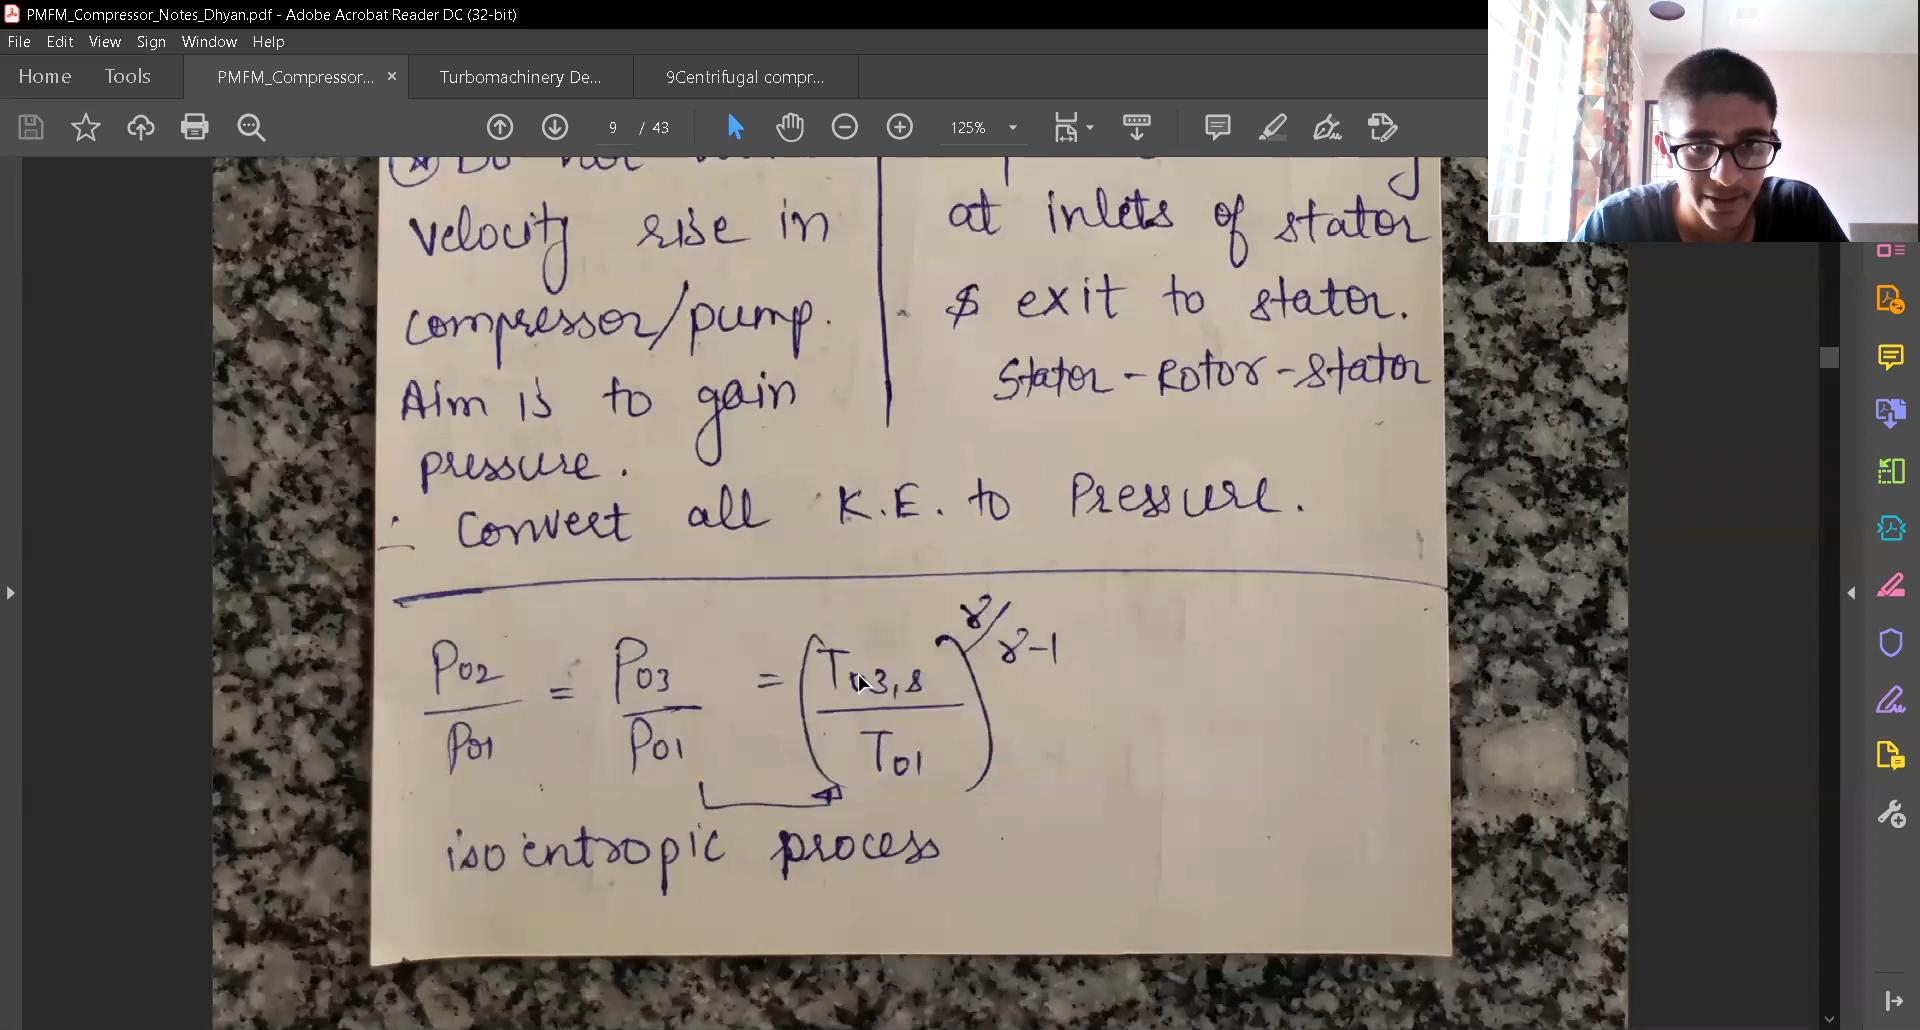 PMFM_Compressor_Notes_Dhyan.pdf - Adobe Acrobat Reader DC (32-bit)
File Edit View Sign Window Help
Home Tools PMFM_Compressor... × Turbomachinery De... 9Centrifugal compr...
9 / 43 125%
Do not
velocity rise in
compressor/pump.
Aim is to gain
pressure.
at inlets of stator
$ exit to stator.
Stator - Rotor - Stator
∴ Convert all K.E. to Pressure.
P02/P01 = P03/P01 = (T03,s/T01)^γ/γ-1
isoentropic process